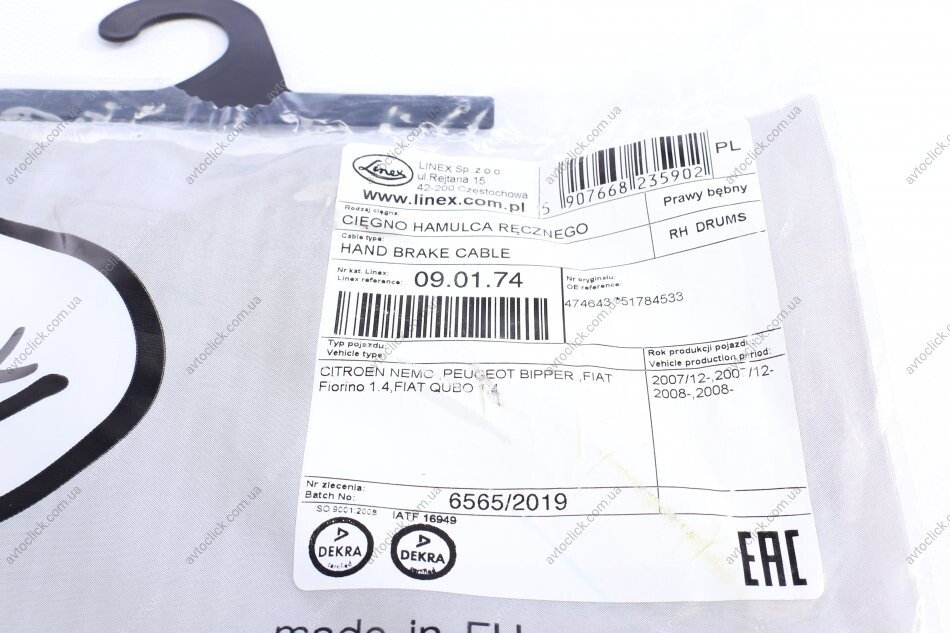 PL
Linex
LINEX Sp. z o.o.
ul.Rejtana 15
42-200 Częstochowa
www.linex.com.pl
5 907668 235902
Prawy bębny
RH DRUMS
Rodzaj cięgna
CIĘGNO HAMULCA RĘCZNEGO
Cable type:
HAND BRAKE CABLE
Nr kat. Linex:
Linex reference:
09.01.74
Nr oryginału:
OE reference:
474643 51784533
Typ pojazdu
Vehicle type
CITROEN NEMO ,PEUGEOT BIPPER ,FIAT
Fiorino 1.4,FIAT QUBO
Rok produkcji pojazdu
Vehicle production period:
2007/12-,2007/12-
2008-,2008-
Nr zlecenia:
Batch No:
6565/2019
ISO 9001:2008
IATF 16949
DEKRA
certified
DEKRA
certified
EAC
made in EU
avtoclick.com.ua